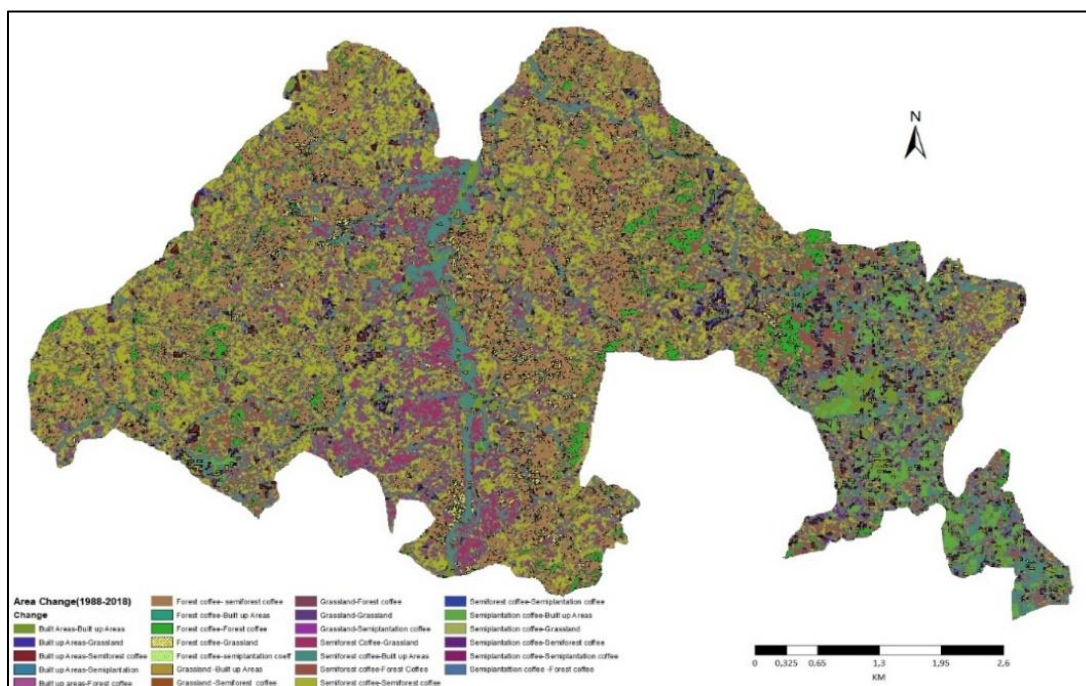 N
Area Change(1988-2018)
Change
Built Areas-Built up Areas
Built up Areas-Grassland
Built up Areas-Semiforest coffee
Built up Areas-Semiplantation
Built up areas-Forest coffee
Forest coffee- semiforest coffee
Forest coffee-Built up Areas
Forest coffee-Forest coffee
Forest coffee-Grassland
Forest coffee-semiplantation coeff
Grassland -Built up Areas
Grassland -Semiforest coffee
Grassland-Forest coffee
Grassland-Grassland
Grassland-Semiplantation coffee
Semiforest Coffee-Grassland
Semiforest coffee-Built up Areas
Semiforest coffee-Forest Coffee
Semiforest coffee-Semiforest coffee
Semiforest coffee-Semiplantation coffee
Semiplantation coffee-Built up Areas
Semiplantation coffee-Grassland
Semiplantation coffee-Semiforest coffee
Semiplantation coffee-Semiplantation coffee
Semiplantattion coffee -Forest coffee
0 0,325 0,65 1,3 1,95 2,6
KM